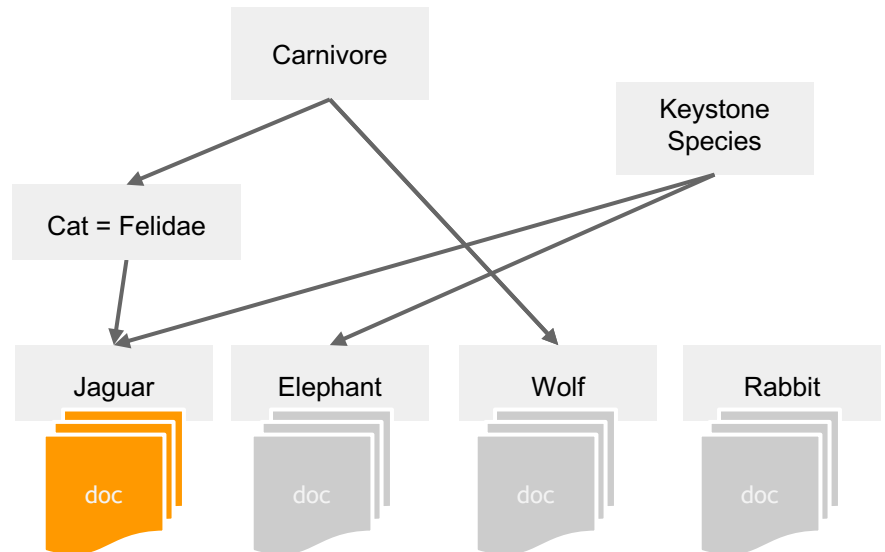 Carnivore
Keystone
Species
Cat = Felidae
Jaguar
Elephant
Wolf
Rabbit
doc
doc
doc
doc